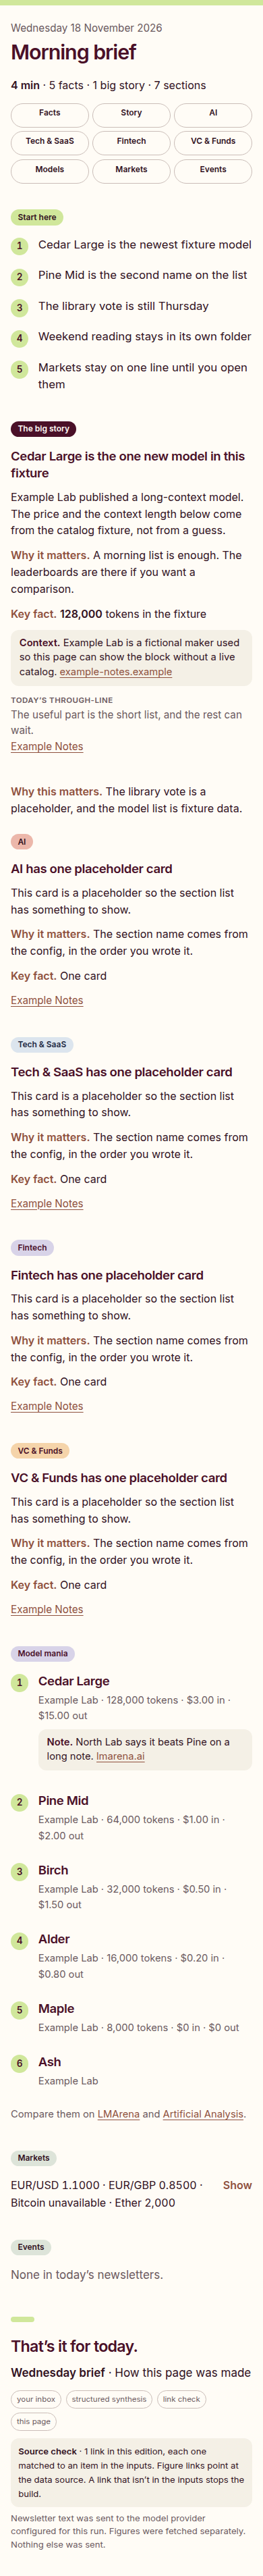 Wednesday 18 November 2026
Morning brief
4 min · 5 facts · 1 big story · 7 sections
Facts
Story
AI
Tech & SaaS
Fintech
VC & Funds
Models
Markets
Events
Start here
1 Cedar Large is the newest fixture model
2 Pine Mid is the second name on the list
3 The library vote is still Thursday
4 Weekend reading stays in its own folder
5 Markets stay on one line until you open
them
The big story
Cedar Large is the one new model in this
fixture
Example Lab published a long-context model.
The price and the context length below come
from the catalog fixture, not from a guess.
Why it matters. A morning list is enough. The
leaderboards are there if you want a
comparison.
Key fact. 128,000 tokens in the fixture
Context. Example Lab is a fictional maker used
so this page can show the block without a live
catalog. example-notes.example
TODAY'S THROUGH-LINE
The useful part is the short list, and the rest can
wait.
Example Notes
Why this matters. The library vote is a
placeholder, and the model list is fixture data.
AI
AI has one placeholder card
This card is a placeholder so the section list
has something to show.
Why it matters. The section name comes from
the config, in the order you wrote it.
Key fact. One card
Example Notes
Tech & SaaS
Tech & SaaS has one placeholder card
This card is a placeholder so the section list
has something to show.
Why it matters. The section name comes from
the config, in the order you wrote it.
Key fact. One card
Example Notes
Fintech
Fintech has one placeholder card
This card is a placeholder so the section list
has something to show.
Why it matters. The section name comes from
the config, in the order you wrote it.
Key fact. One card
Example Notes
VC & Funds
VC & Funds has one placeholder card
This card is a placeholder so the section list
has something to show.
Why it matters. The section name comes from
the config, in the order you wrote it.
Key fact. One card
Example Notes
Model mania
1 Cedar Large
Example Lab · 128,000 tokens · $3.00 in ·
$15.00 out
Note. North Lab says it beats Pine on a
long note. lmarena.ai
2 Pine Mid
Example Lab · 64,000 tokens · $1.00 in ·
$2.00 out
3 Birch
Example Lab · 32,000 tokens · $0.50 in ·
$1.50 out
4 Alder
Example Lab · 16,000 tokens · $0.20 in ·
$0.80 out
5 Maple
Example Lab · 8,000 tokens · $0 in · $0 out
6 Ash
Example Lab
Compare them on LMArena and Artificial Analysis.
Markets
EUR/USD 1.1000 · EUR/GBP 0.8500 · Show
Bitcoin unavailable · Ether 2,000
Events
None in today's newsletters.
That's it for today.
Wednesday brief · How this page was made
your inbox
structured synthesis
link check
this page
Source check · 1 link in this edition, each one
matched to an item in the inputs. Figure links point at
the data source. A link that isn't in the inputs stops the
build.
Newsletter text was sent to the model provider
configured for this run. Figures were fetched separately.
Nothing else was sent.